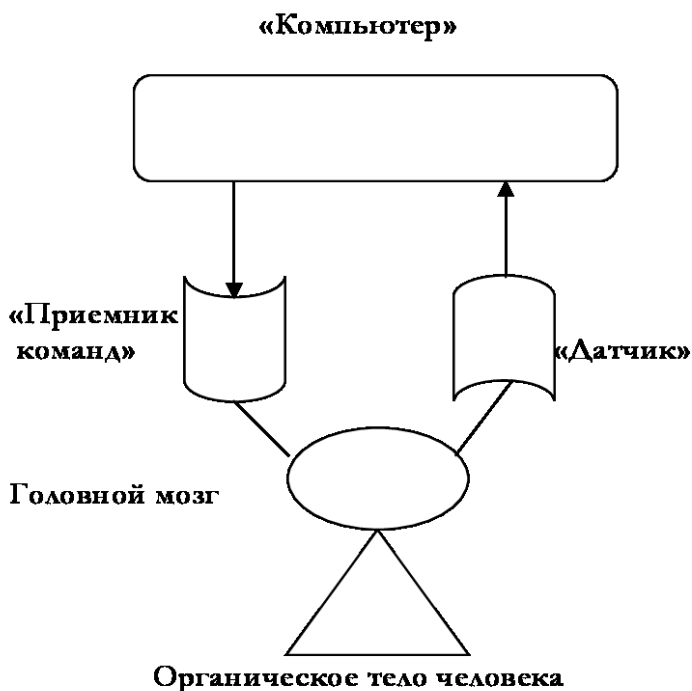 «Компьютер»
«Приемник
команд»
«Датчик»
Головной мозг
Органическое тело человека